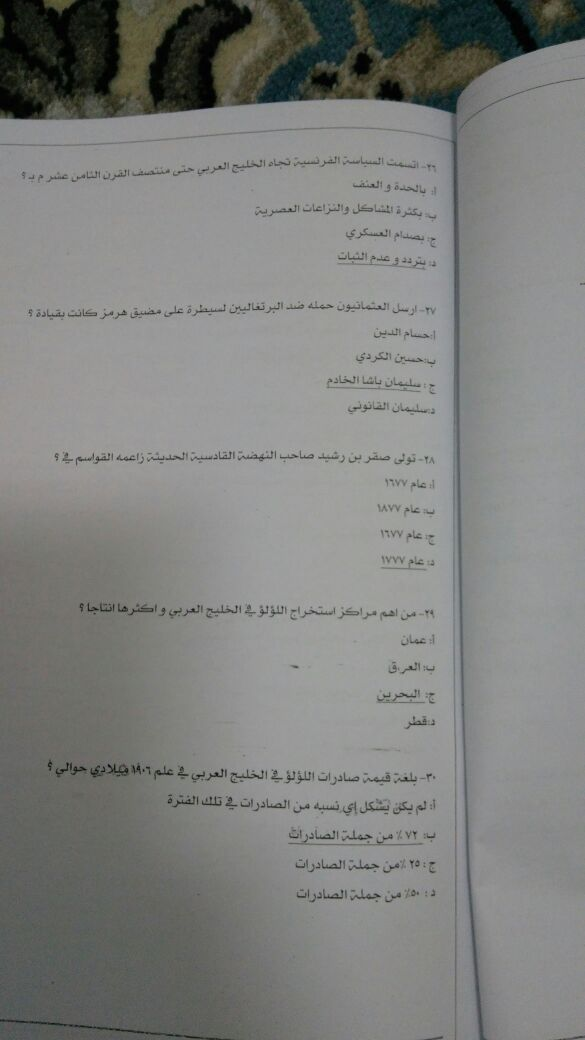 ٢٦- اتسمت السياسة الفرنسية تجاه الخليج العربي حتى منتصف القرن الثامن عشر م بـ ؟
أ: بالحدة و العنف
ب: بكثرة المشاكل والنزاعات العصرية
ج: بصدام العسكري
د: بتردد و عدم الثبات
٢٧- ارسل العثمانيون حمله ضد البرتغاليين لسيطرة على مضيق هرمز كانت بقيادة ؟
أ:حسام الدين
ب:حسين الكردي
ج : سليمان باشا الخادم
د:سليمان القانوني
٢٨- تولى صقر بن رشيد صاحب النهضة القادسية الحديثة زاعمه القواسم في ؟
أ: عام ١٦٧٧
ب: عام ١٨٧٧
ج: عام ١٦٧٧
د: عام ١٧٧٧
٢٩- من اهم مراكز استخراج اللؤلؤ في الخليج العربي و اكثرها انتاجا ؟
أ: عمان
ب: العراق
ج: البحرين
د:قطر
٣٠- بلغة قيمة صادرات اللؤلؤ في الخليج العربي في علم ١٩٠٦ ميلادي حوالي ؟
أ: لم يكن يشكل إي نسبه من الصادرات في تلك الفترة
ب: ٧٢ ٪ من جملة الصادرات
ج : ٢٥ ٪من جملة الصادرات
د : ٥٠٪ من جملة الصادرات